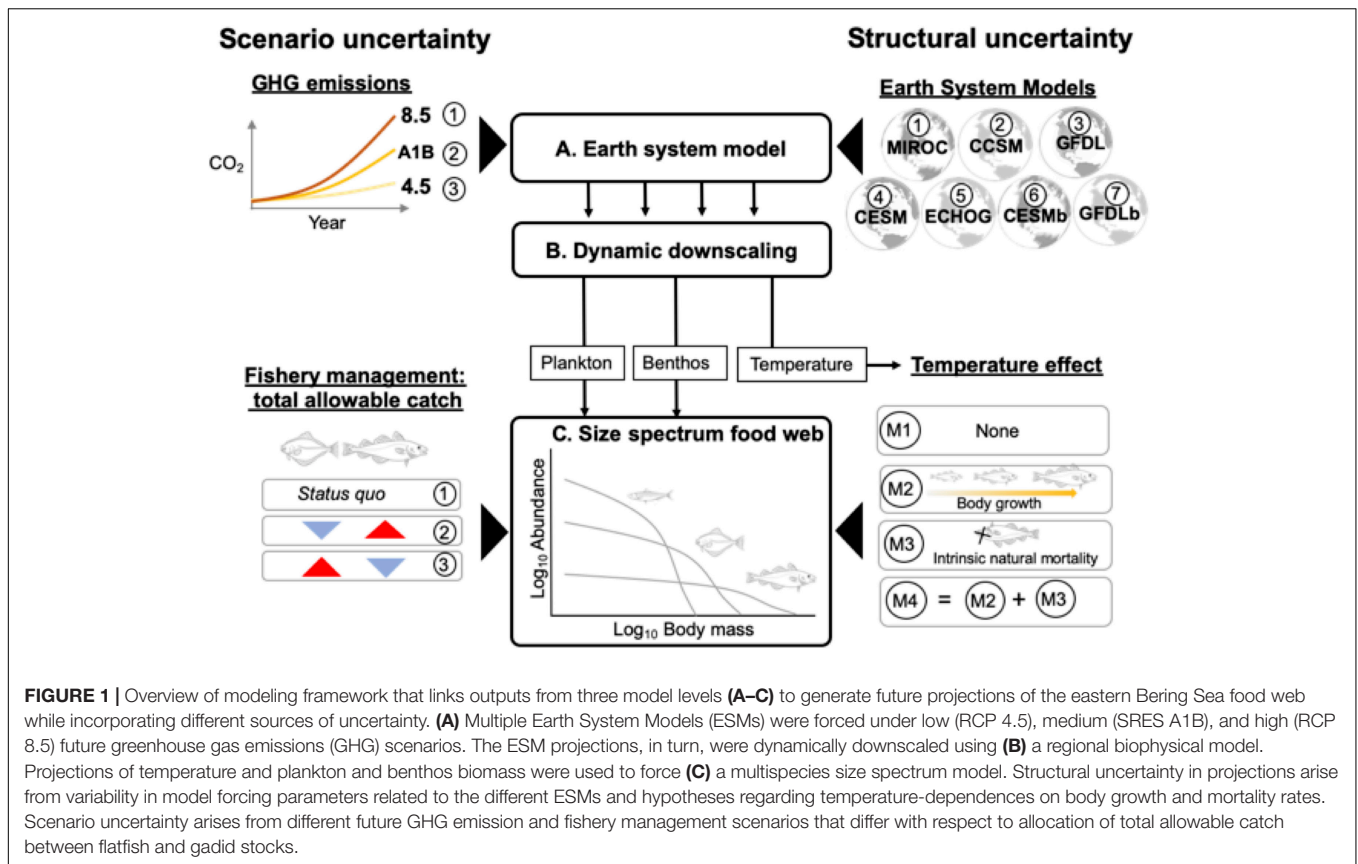 Scenario uncertainty
Structural uncertainty
GHG emissions
8.5 ①
A1B ②
4.5 ③
CO₂
Year
A. Earth system model
Earth System Models
① MIROC
② CCSM
③ GFDL
④ CESM
⑤ ECHOG
⑥ CESMb
⑦ GFDLb
B. Dynamic downscaling
Plankton
Benthos
Temperature
Temperature effect
Fishery management:
total allowable catch
Status quo ①
②
③
C. Size spectrum food web
Log₁₀ Abundance
Log₁₀ Body mass
M1 None
M2
Body growth
M3
Intrinsic natural mortality
M4 = M2 + M3
FIGURE 1 | Overview of modeling framework that links outputs from three model levels (A–C) to generate future projections of the eastern Bering Sea food web
while incorporating different sources of uncertainty. (A) Multiple Earth System Models (ESMs) were forced under low (RCP 4.5), medium (SRES A1B), and high (RCP
8.5) future greenhouse gas emissions (GHG) scenarios. The ESM projections, in turn, were dynamically downscaled using (B) a regional biophysical model.
Projections of temperature and plankton and benthos biomass were used to force (C) a multispecies size spectrum model. Structural uncertainty in projections arise
from variability in model forcing parameters related to the different ESMs and hypotheses regarding temperature-dependences on body growth and mortality rates.
Scenario uncertainty arises from different future GHG emission and fishery management scenarios that differ with respect to allocation of total allowable catch
between flatfish and gadid stocks.